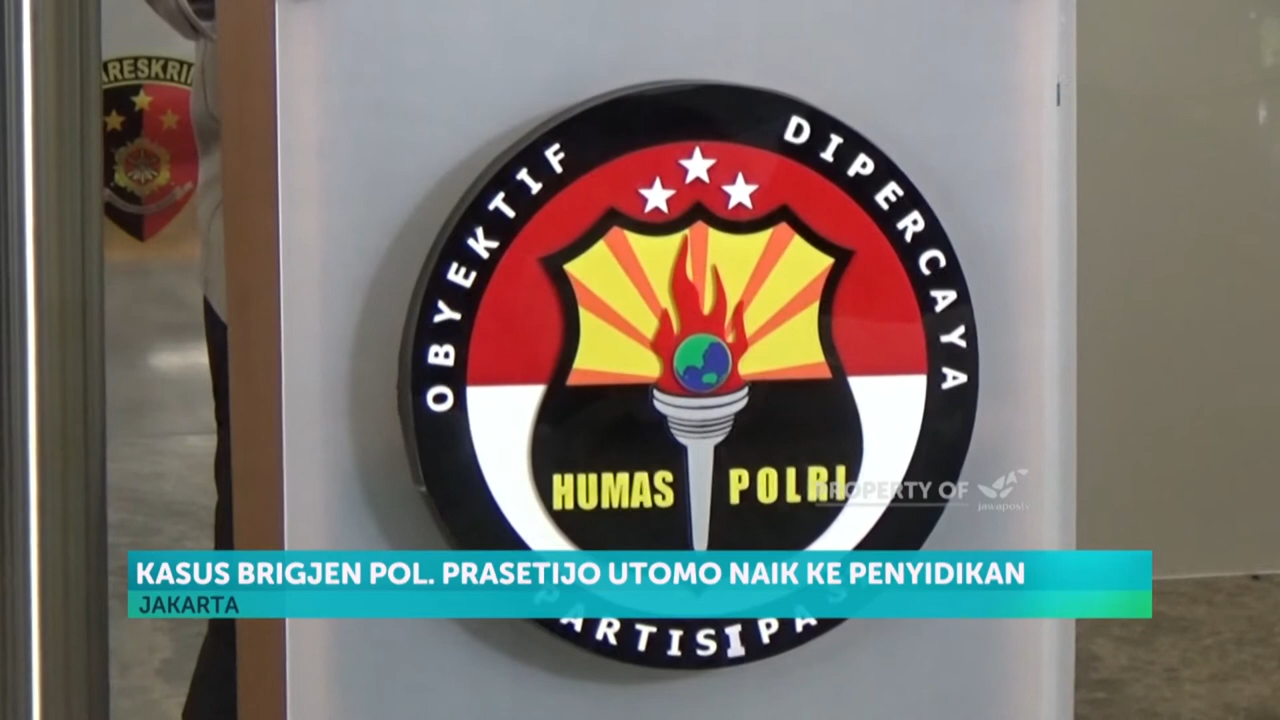 OBYEKTIF DIPERCAYA
HUMAS POLRI
PROPERTY OF
KASUS BRIGJEN POL. PRASETIJO UTOMO NAIK KE PENYIDIKAN
JAKARTA